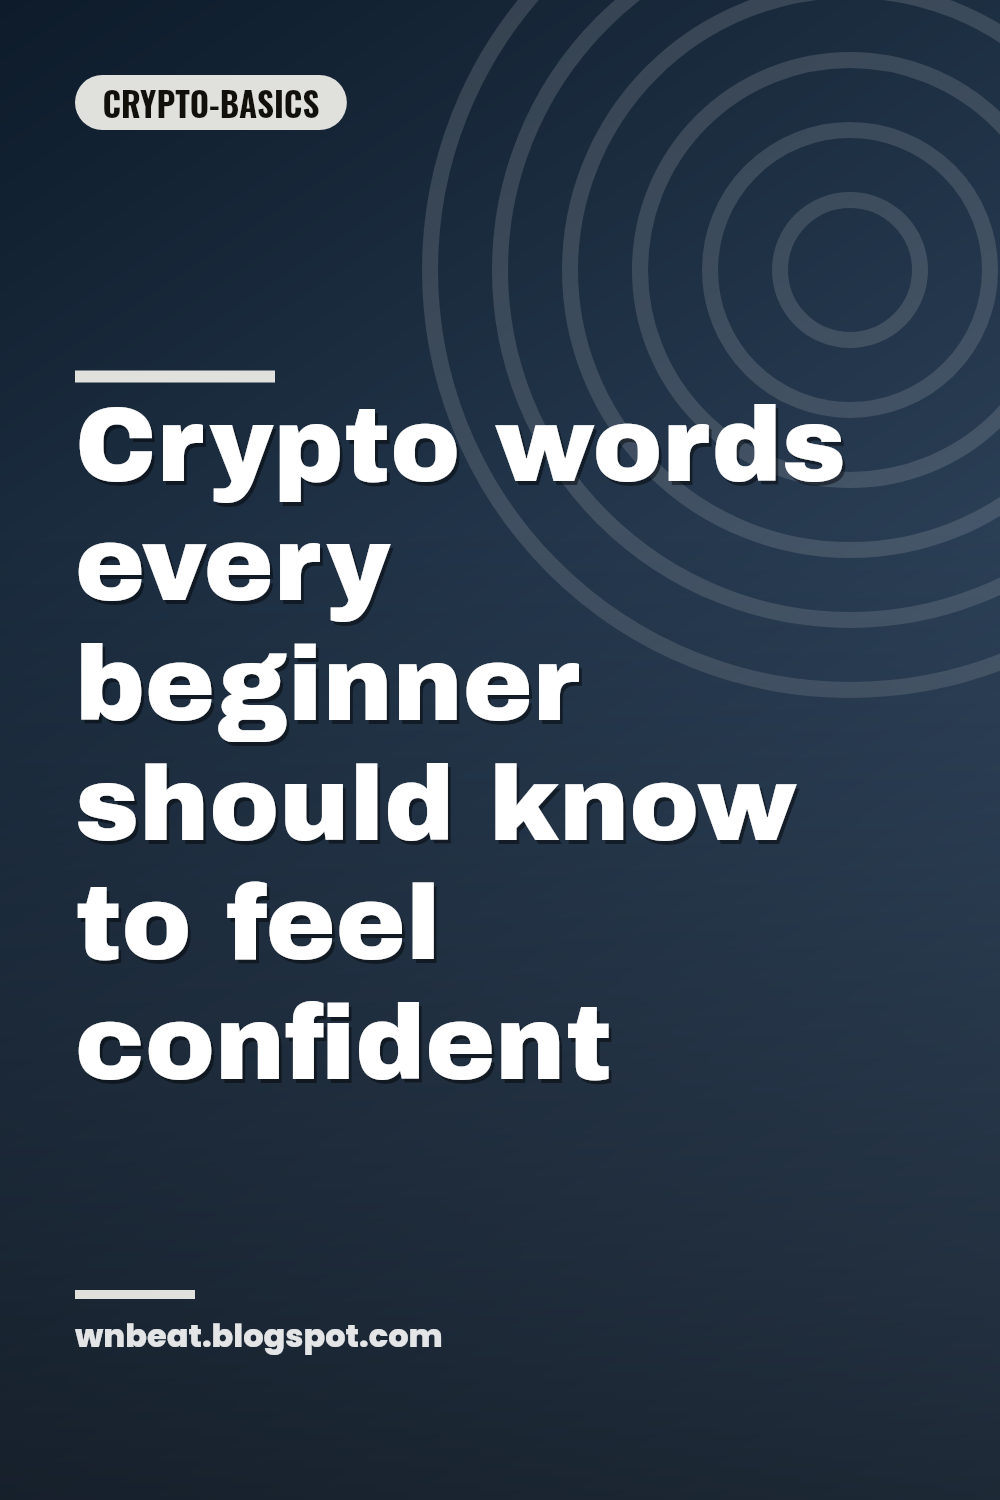 CRYPTO-BASICS
Crypto words
every
beginner
should know
to feel
confident
wnbeat.blogspot.com